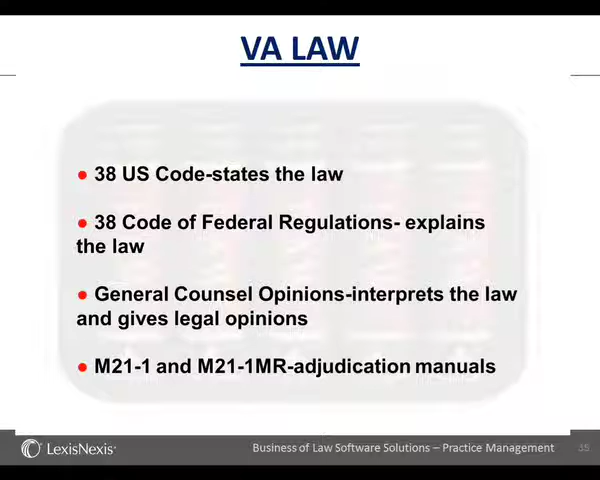 VA LAW
● 38 US Code-states the law
● 38 Code of Federal Regulations- explains
the law
● General Counsel Opinions-interprets the law
and gives legal opinions
● M21-1 and M21-1MR-adjudication manuals
LexisNexis® Business of Law Software Solutions – Practice Management 35